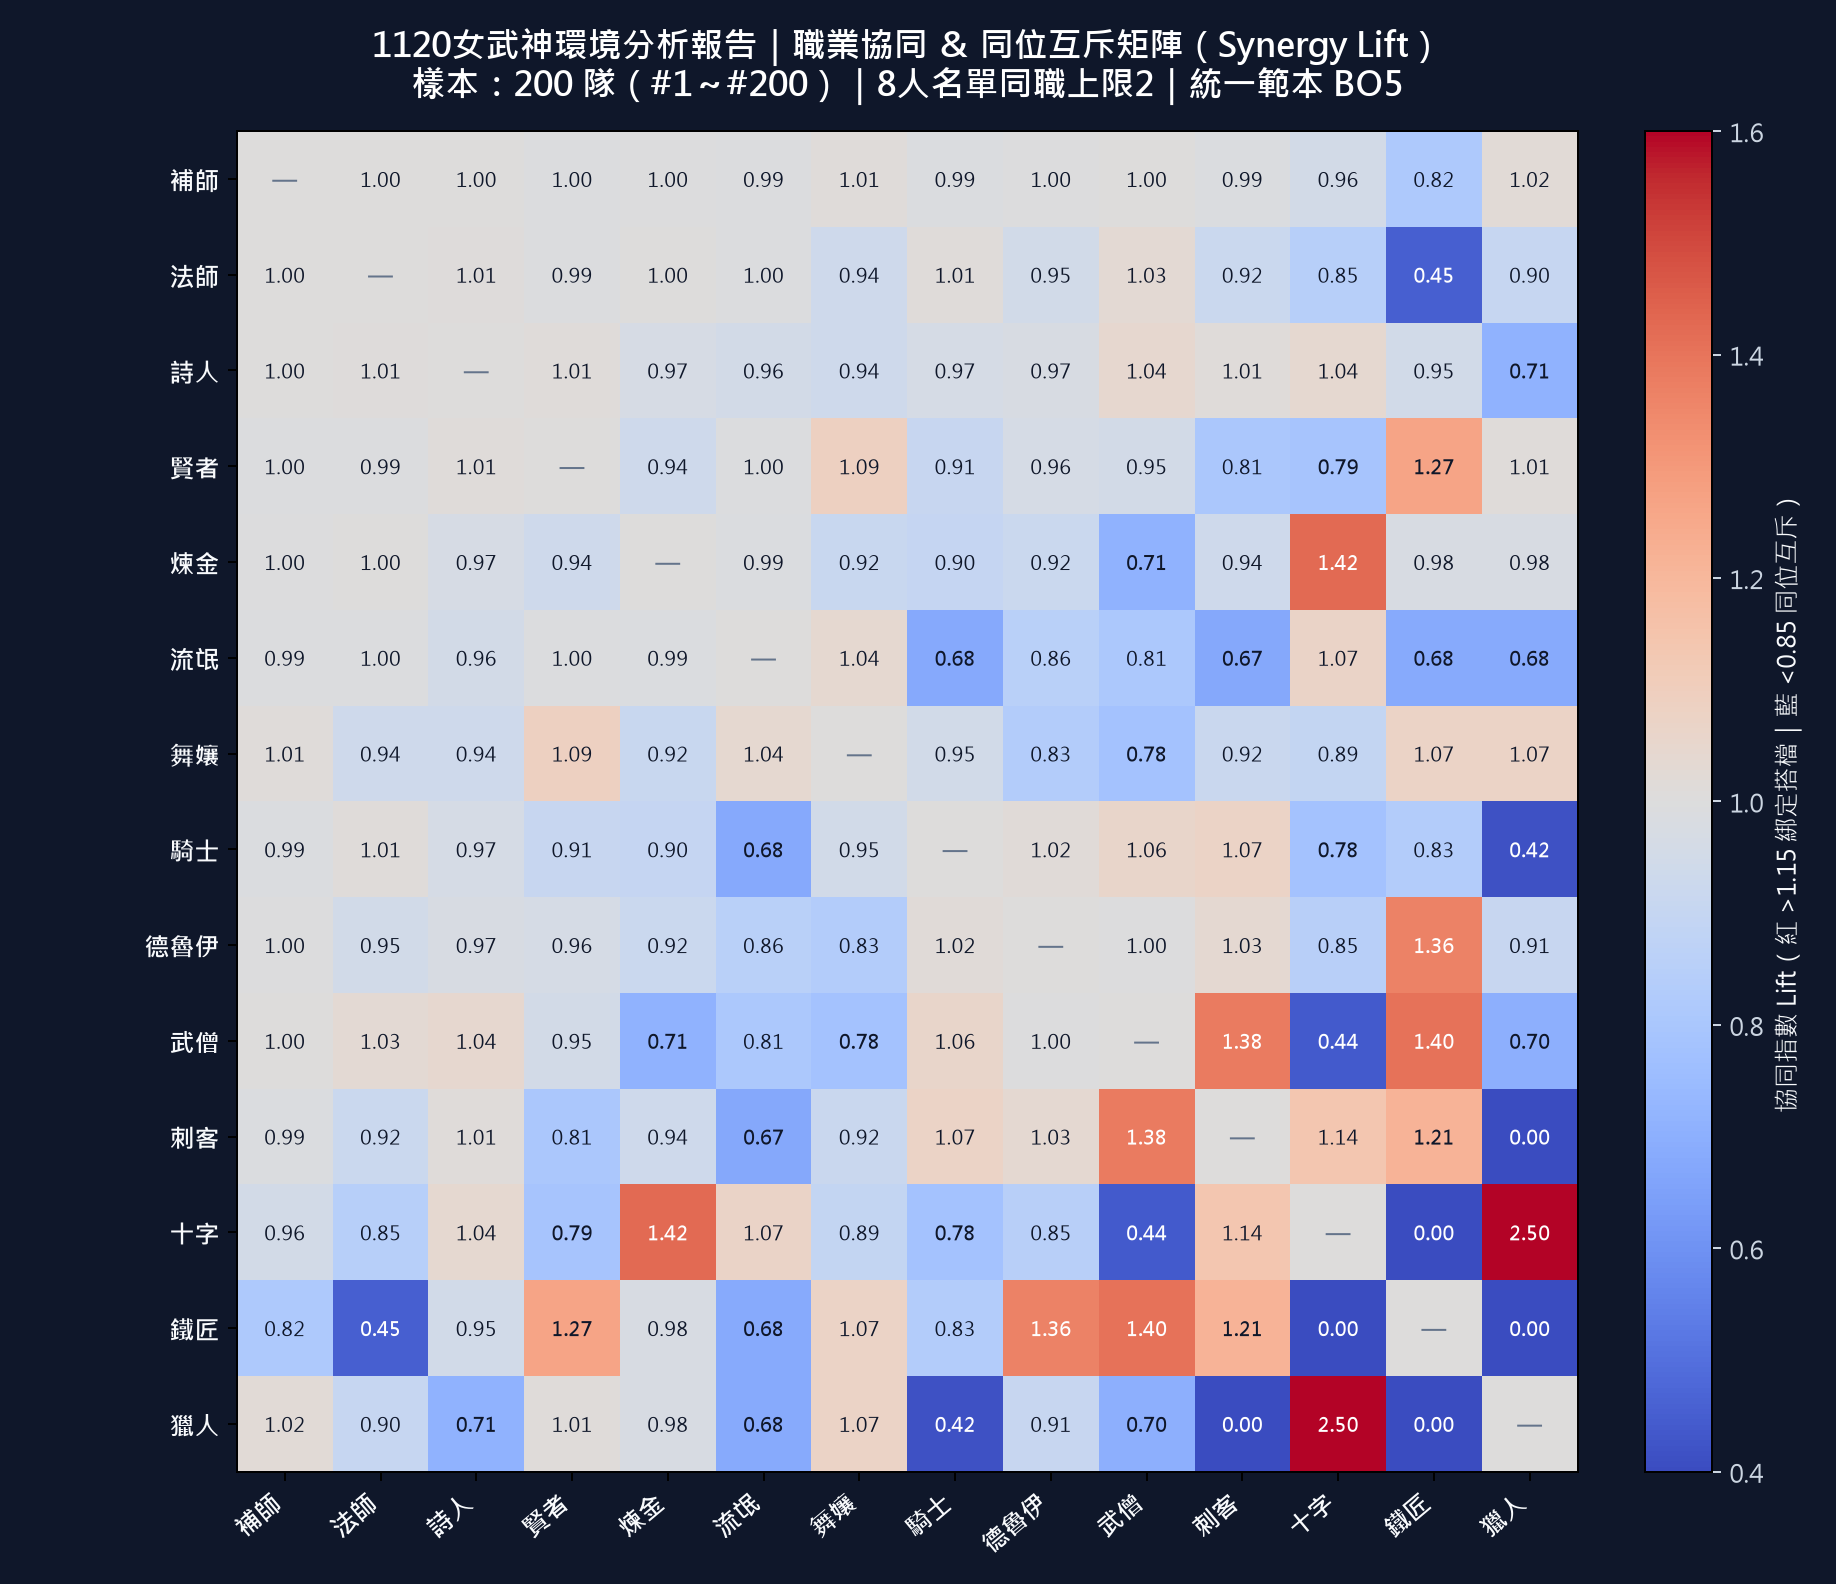 1120女武神環境分析報告｜職業協同 & 同位互斥矩陣（Synergy Lift）
樣本：200 隊（#1～#200）｜8人名單同職上限2｜統一範本 BO5
補師 — 1.00 1.00 1.00 1.00 0.99 1.01 0.99 1.00 1.00 0.99 0.96 0.82 1.02
法師 1.00 — 1.01 0.99 1.00 1.00 0.94 1.01 0.95 1.03 0.92 0.85 0.45 0.90
詩人 1.00 1.01 — 1.01 0.97 0.96 0.94 0.97 0.97 1.04 1.01 1.04 0.95 0.71
賢者 1.00 0.99 1.01 — 0.94 1.00 1.09 0.91 0.96 0.95 0.81 0.79 1.27 1.01
煉金 1.00 1.00 0.97 0.94 — 0.99 0.92 0.90 0.92 0.71 0.94 1.42 0.98 0.98
流氓 0.99 1.00 0.96 1.00 0.99 — 1.04 0.68 0.86 0.81 0.67 1.07 0.68 0.68
舞孃 1.01 0.94 0.94 1.09 0.92 1.04 — 0.95 0.83 0.78 0.92 0.89 1.07 1.07
騎士 0.99 1.01 0.97 0.91 0.90 0.68 0.95 — 1.02 1.06 1.07 0.78 0.83 0.42
德魯伊 1.00 0.95 0.97 0.96 0.92 0.86 0.83 1.02 — 1.00 1.03 0.85 1.36 0.91
武僧 1.00 1.03 1.04 0.95 0.71 0.81 0.78 1.06 1.00 — 1.38 0.44 1.40 0.70
刺客 0.99 0.92 1.01 0.81 0.94 0.67 0.92 1.07 1.03 1.38 — 1.14 1.21 0.00
十字 0.96 0.85 1.04 0.79 1.42 1.07 0.89 0.78 0.85 0.44 1.14 — 0.00 2.50
鐵匠 0.82 0.45 0.95 1.27 0.98 0.68 1.07 0.83 1.36 1.40 1.21 0.00 — 0.00
獵人 1.02 0.90 0.71 1.01 0.98 0.68 1.07 0.42 0.91 0.70 0.00 2.50 0.00 —
補師 法師 詩人 賢者 煉金 流氓 舞孃 騎士 德魯伊 武僧 刺客 十字 鐵匠 獵人
1.6
1.4
1.2
1.0
0.8
0.6
0.4
協同指數 Lift（紅 >1.15 綁定搭檔｜藍 <0.85 同位互斥）